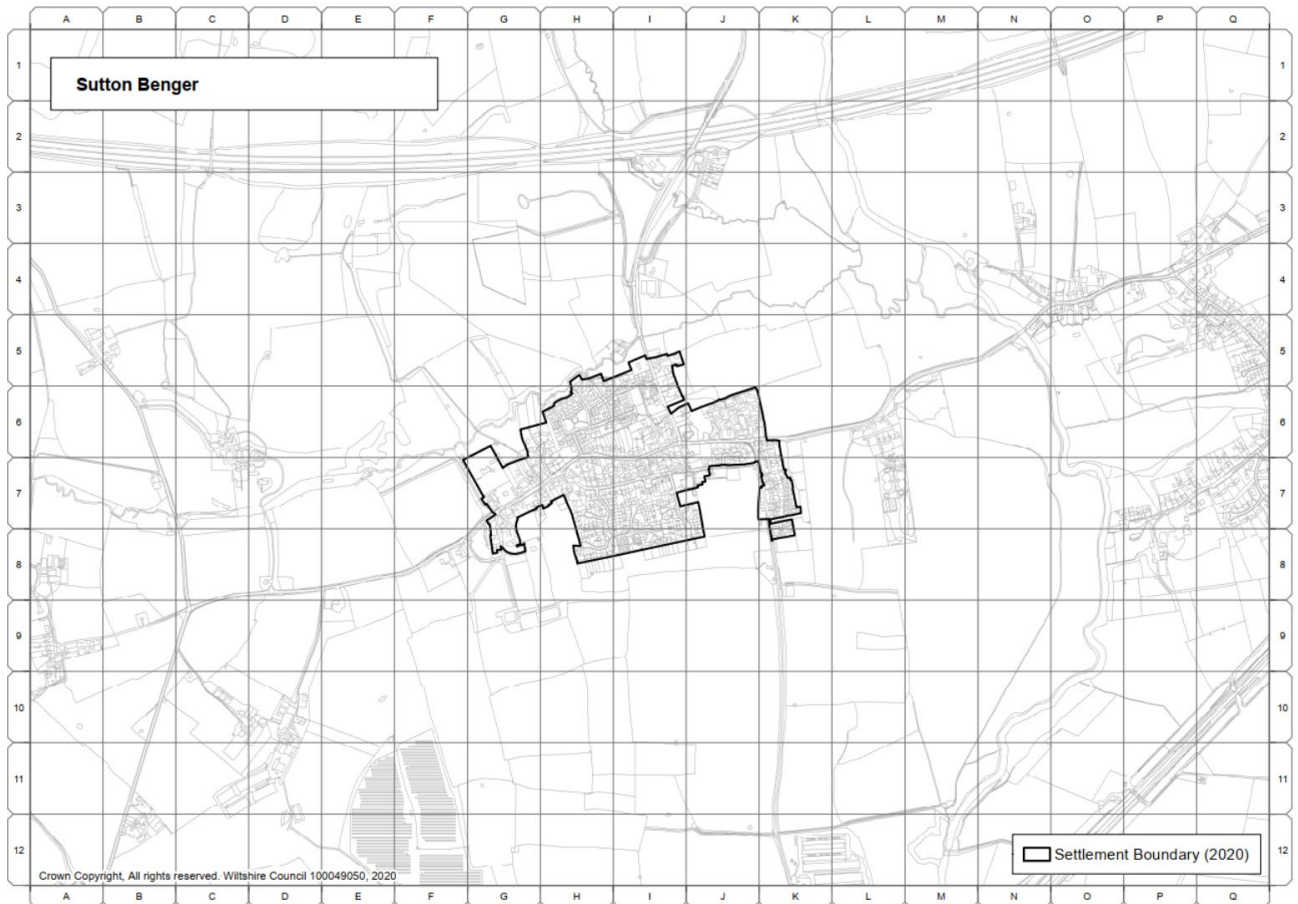 A B C D E F G H I J K L M N O P Q
1 1
Sutton Benger
2 2
3 3
4 4
5 5
6 6
7 7
8 8
9 9
10 10
11 11
12 12
Settlement Boundary (2020)
Crown Copyright, All rights reserved. Wiltshire Council 100049050, 2020
A B C D E F G H I J K L M N O P Q